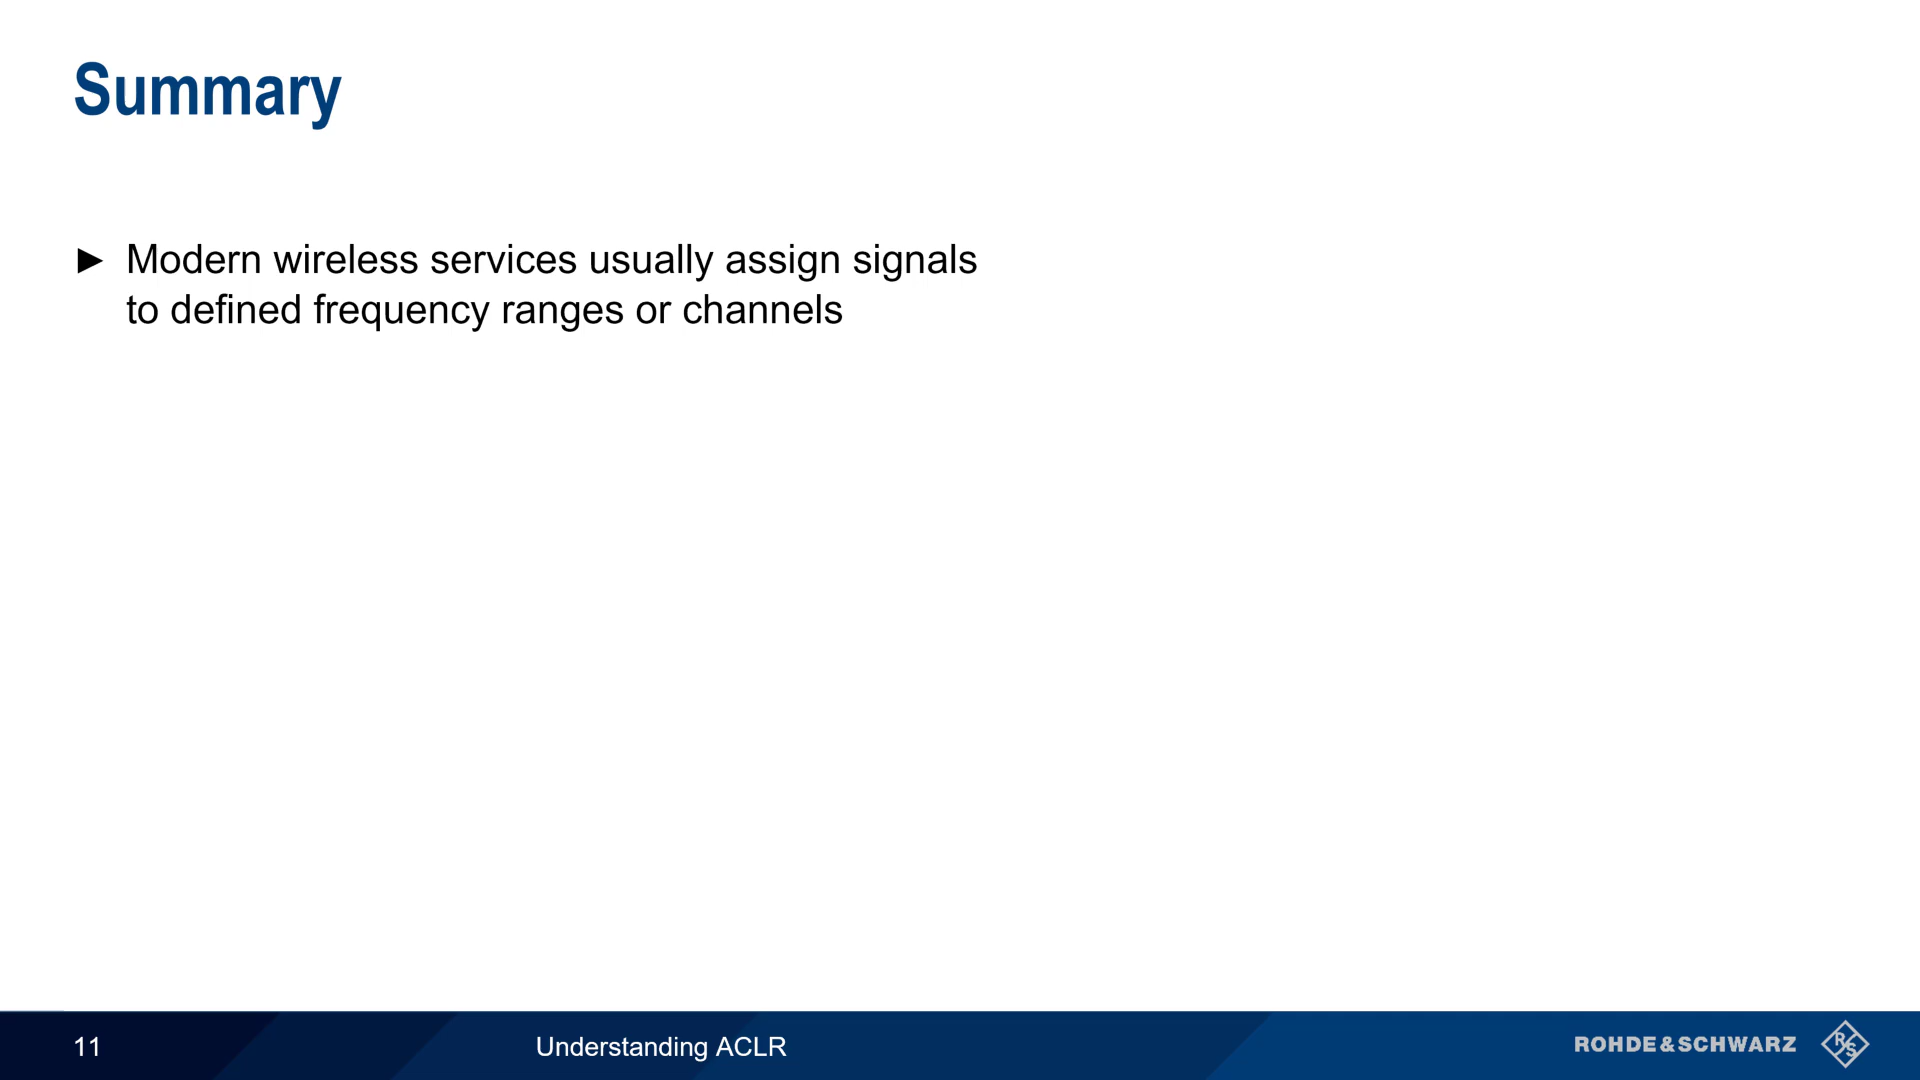 Summary
► Modern wireless services usually assign signals
to defined frequency ranges or channels
11
Understanding ACLR
ROHDE&SCHWARZ
R&S